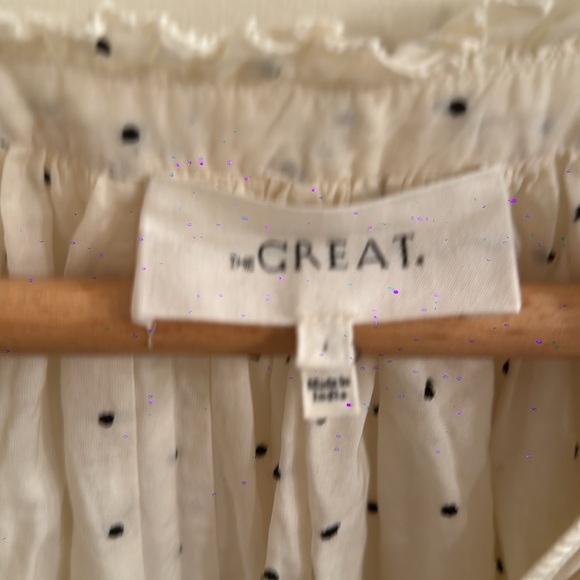 THE GREAT.
Made in
India